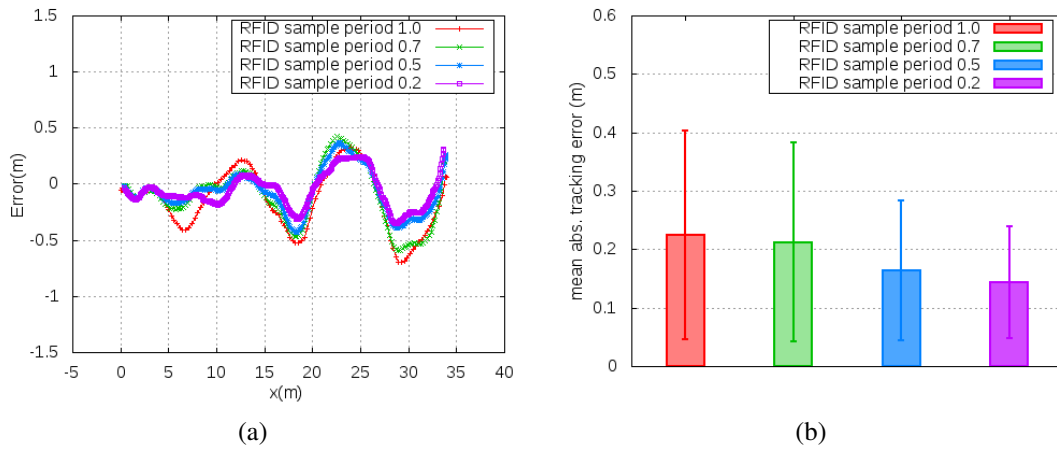 1.5
1
0.5
0
-0.5
-1
-1.5
Error(m)
-5
0
5
10
15
20
25
30
35
40
x(m)
RFID sample period 1.0
RFID sample period 0.7
RFID sample period 0.5
RFID sample period 0.2
(a)
0.6
0.5
0.4
0.3
0.2
0.1
0
mean abs. tracking error (m)
RFID sample period 1.0
RFID sample period 0.7
RFID sample period 0.5
RFID sample period 0.2
(b)